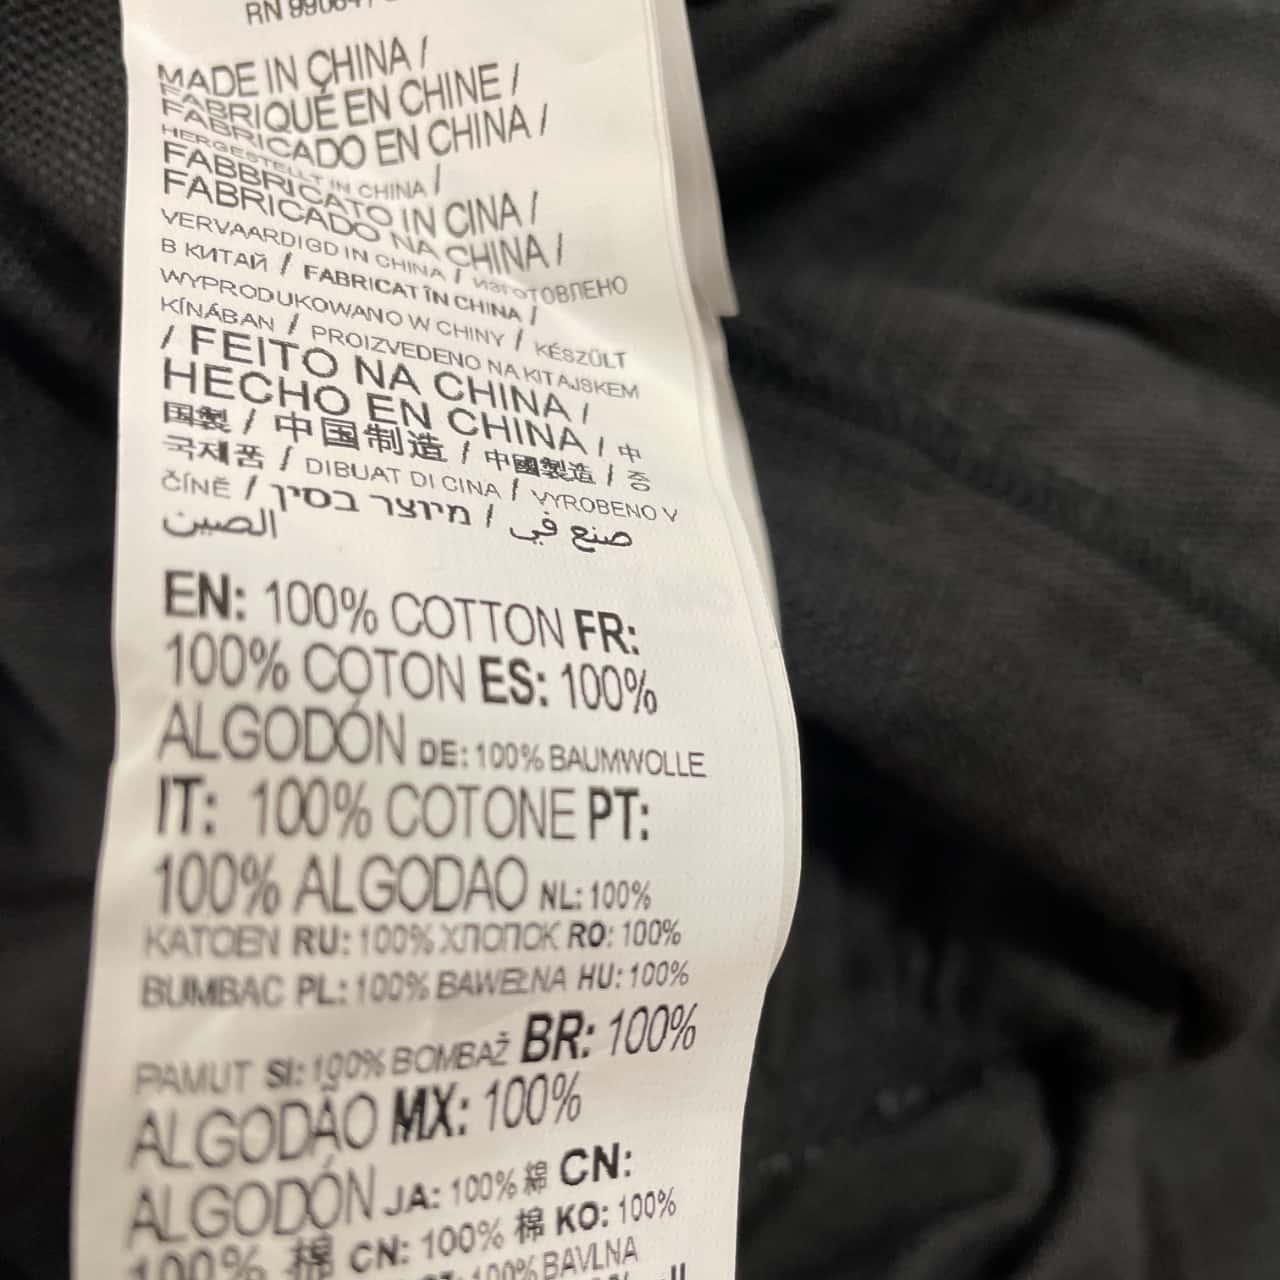 RN
MADE IN CHINA /
FABRIQUÉ EN CHINE /
FABRICADO EN CHINA /
HERGESTELLT IN CHINA /
FABBRICATO IN CINA /
FABRICADO NA CHINA /
VERVAARDIGD IN CHINA / ИЗГОТОВЛЕНО
В КИТАЙ / FABRICAT ÎN CHINA /
WYPRODUKOWANO W CHINY / KÉSZÜLT
KÍNÁBAN / PROIZVEDENO NA KITAJSKEM
/ FEITO NA CHINA /
HECHO EN CHINA / 中
国製 / 中国制造 / 中國製造 / 중
국제품 / DIBUAT DI CINA / VYROBENO V
ČÍNĚ / מיוצר בסין / صنع في
الصين
EN: 100% COTTON FR:
100% COTON ES: 100%
ALGODÓN DE: 100% BAUMWOLLE
IT: 100% COTONE PT:
100% ALGODAO NL: 100%
KATOEN RU: 100% ХЛОПОК RO: 100%
BUMBAC PL: 100% BAWEŁNA HU: 100%
PAMUT SI: 100% BOMBAŽ BR: 100%
ALGODÃO MX: 100%
ALGODÓN JA: 100% 綿 CN:
100% 棉 CN: 100% 棉 KO: 100%
100% BAVLNA